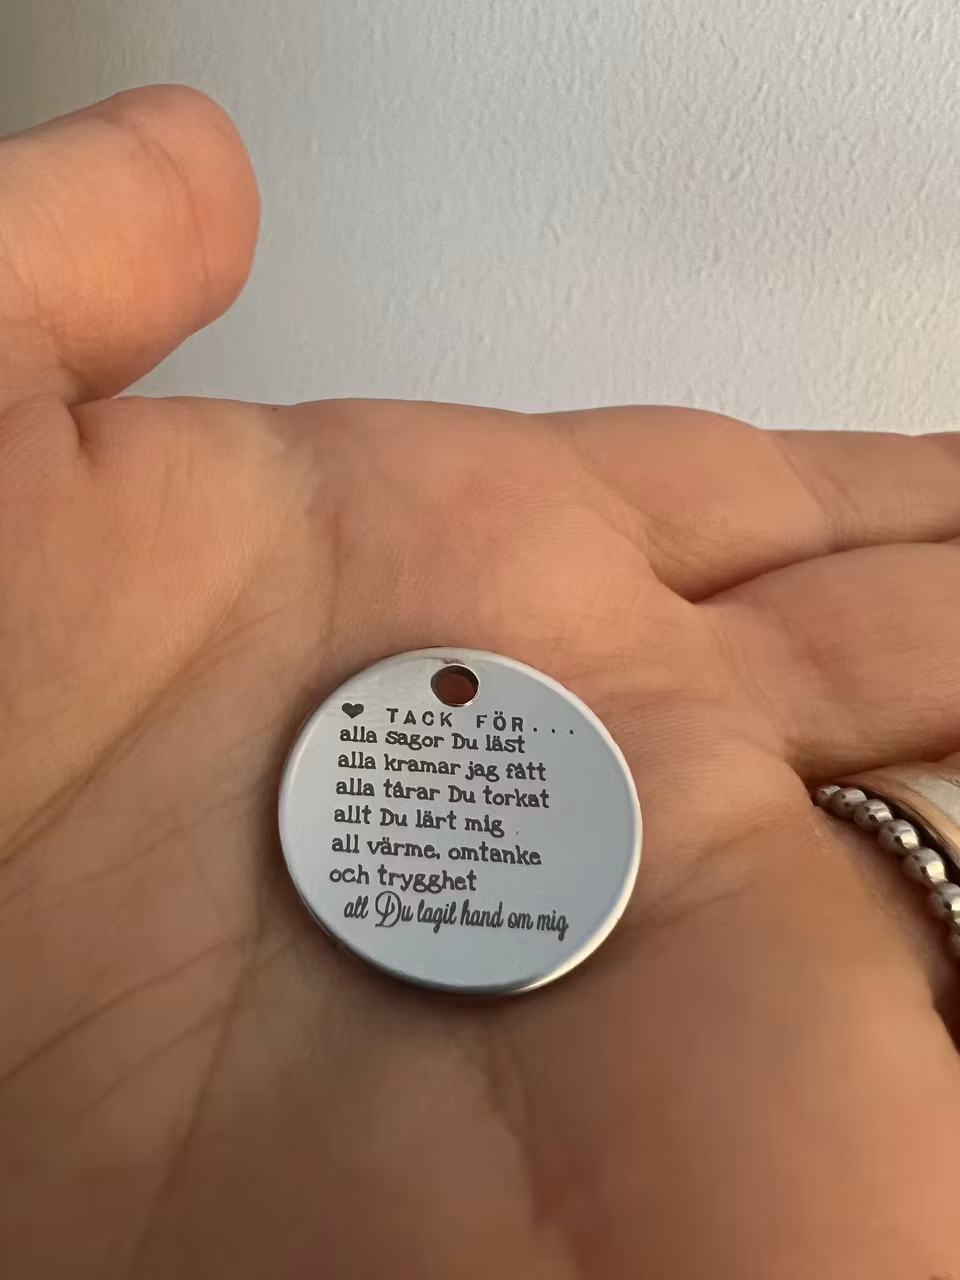 ♥ TACK FÖR...
alla sagor Du läst
alla kramar jag fått
alla tårar Du torkat
allt Du lärt mig
all värme, omtanke
och trygghet
att Du tagit hand om mig